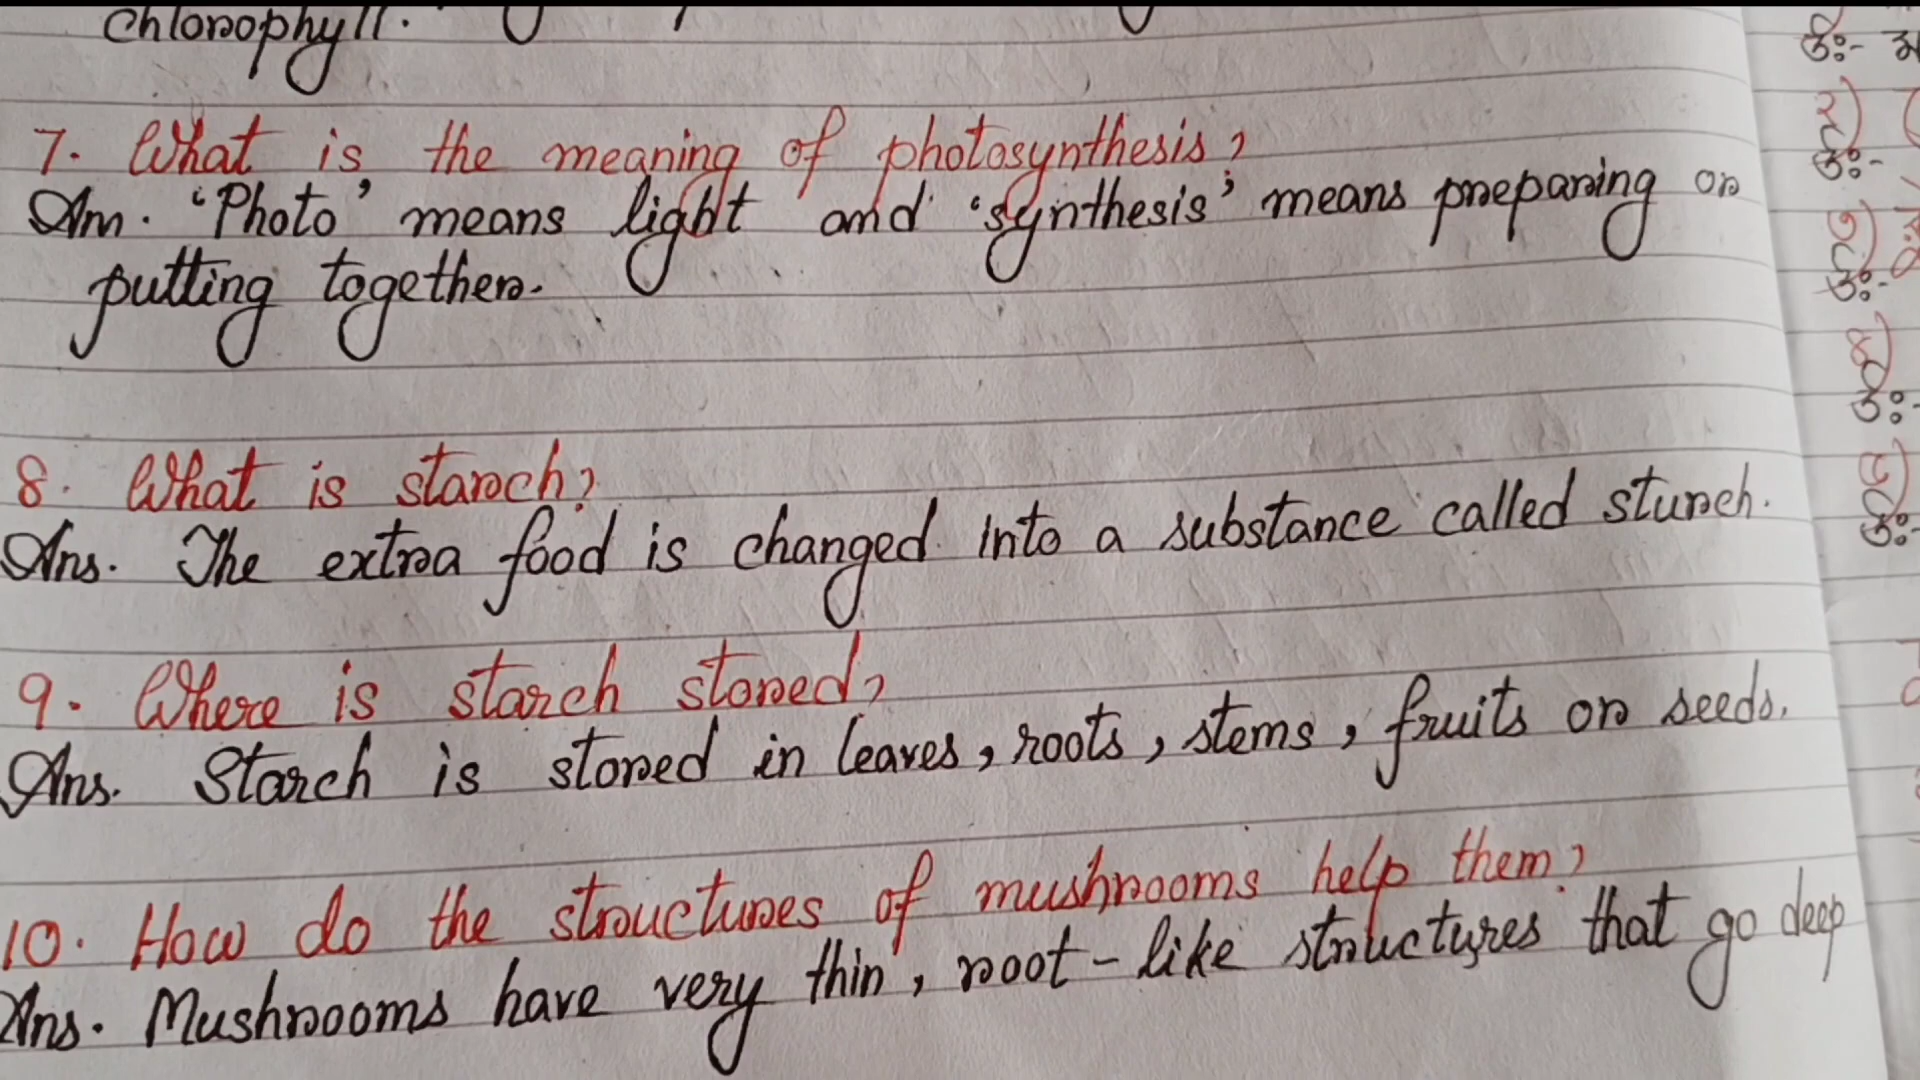 chlorophyll.
7. What is the meaning of photosynthesis?
Ans. 'Photo' means light and 'synthesis' means preparing or
putting together.
8. What is starch?
Ans. The extra food is changed into a substance called sturch.
9. Where is starch stored?
Ans. Starch is stored in leaves, roots, stems, fruits or seeds.
10. How do the structures of mushrooms help them?
Ans. Mushrooms have very thin, root-like structures that go deep